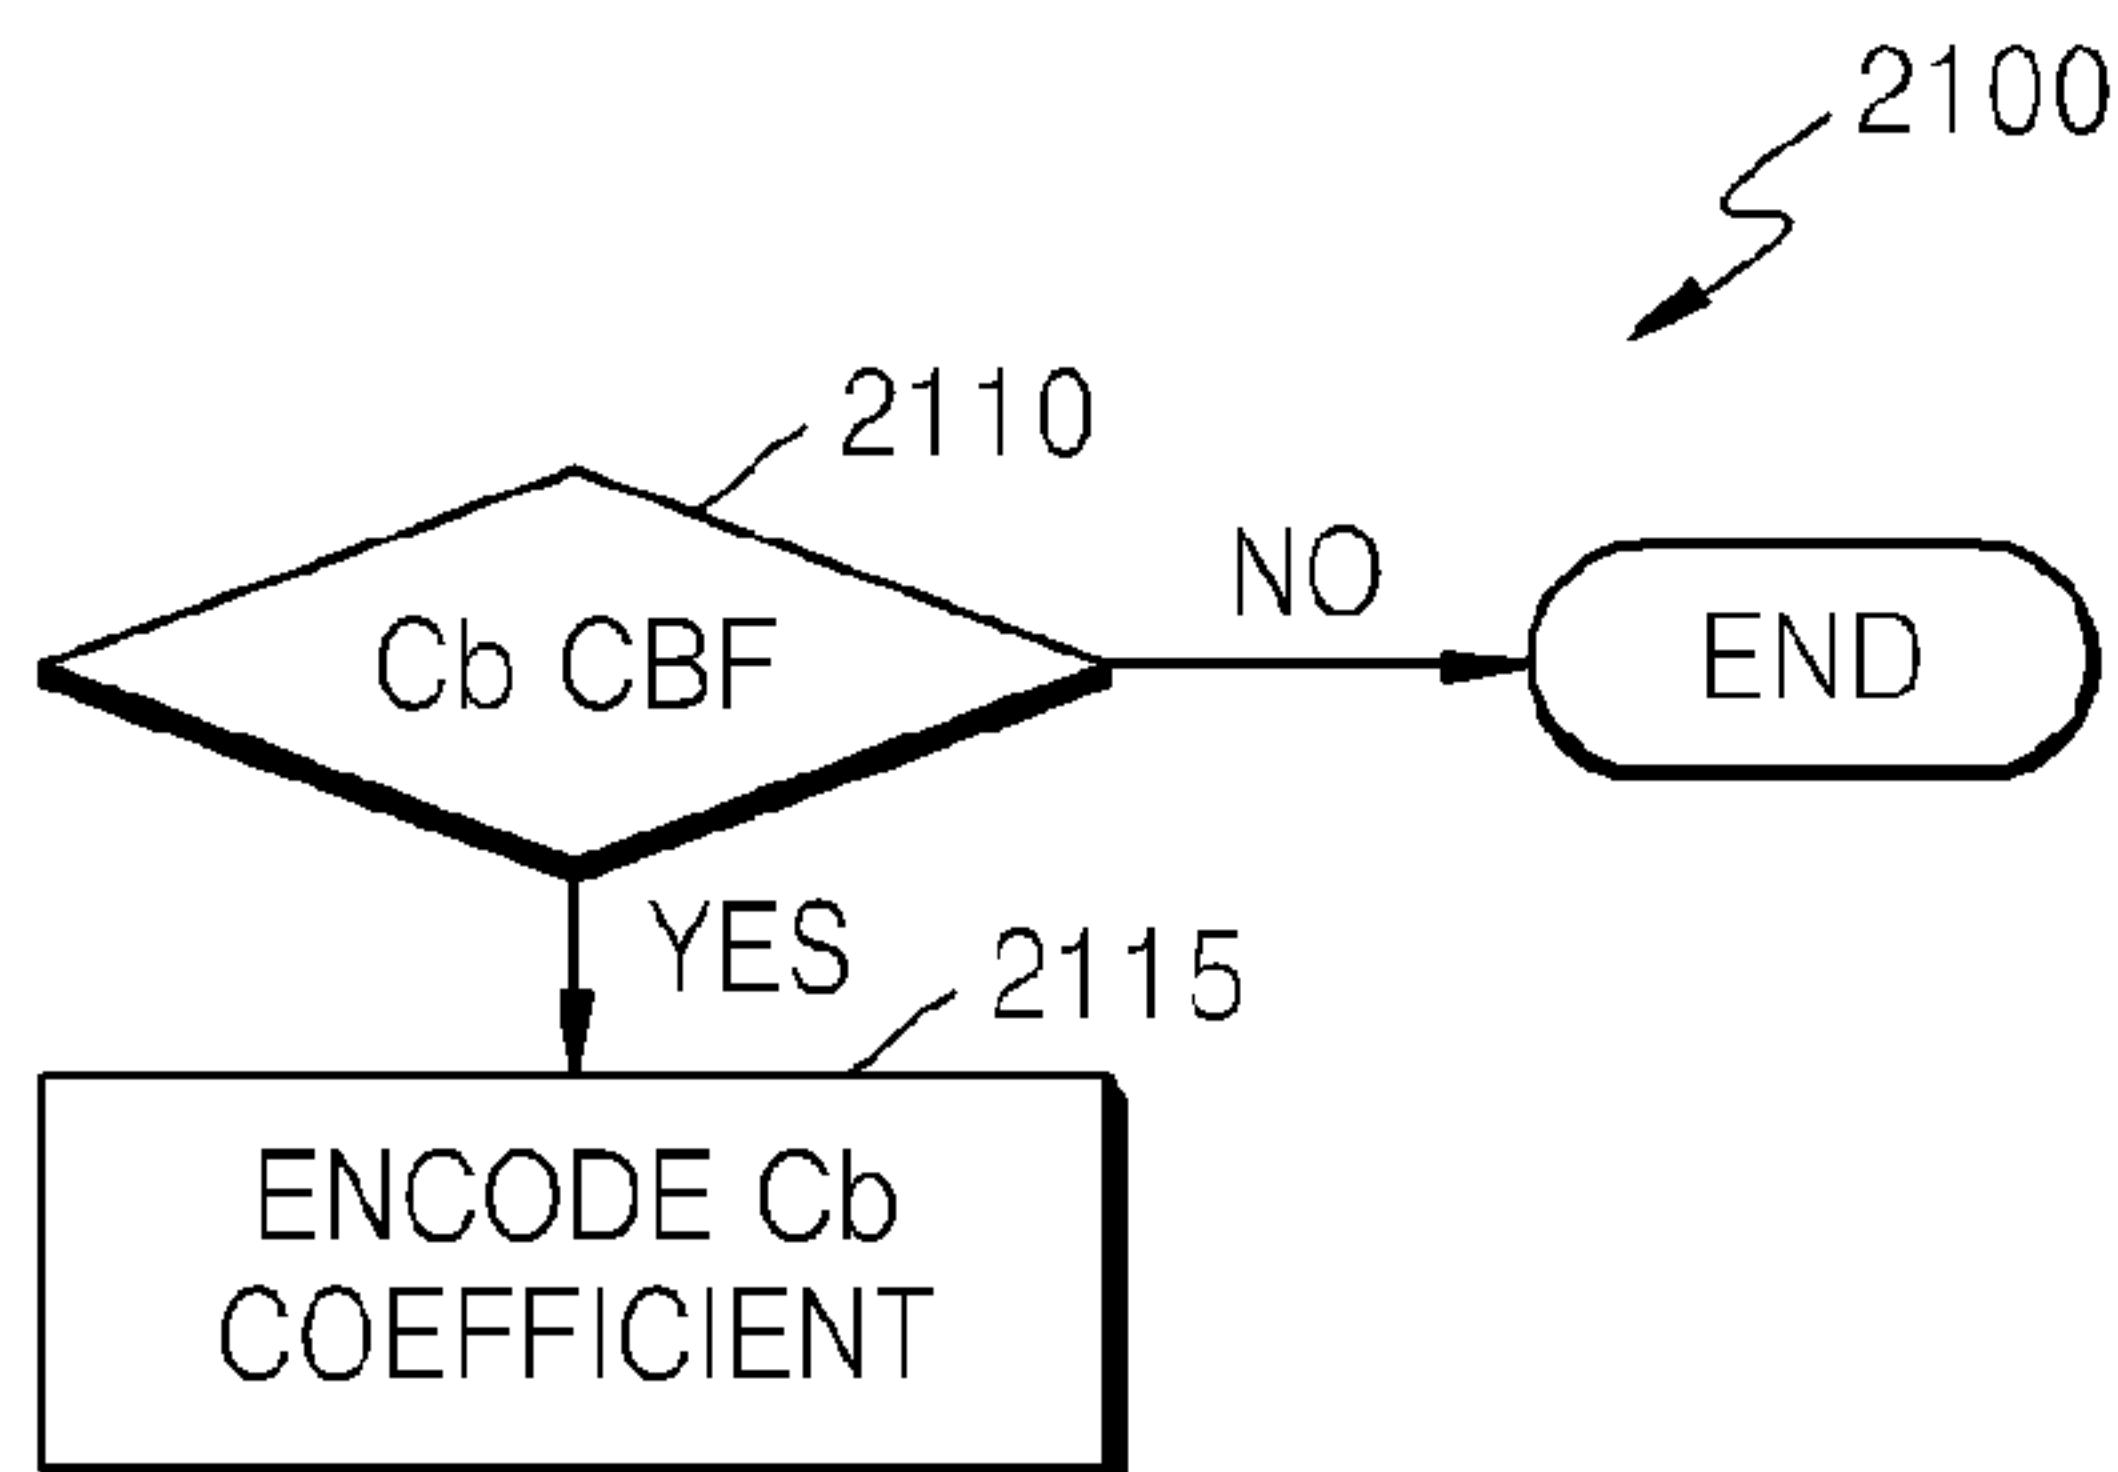 2100
2110
Cb CBF
NO
END
YES
2115
ENCODE Cb
COEFFICIENT